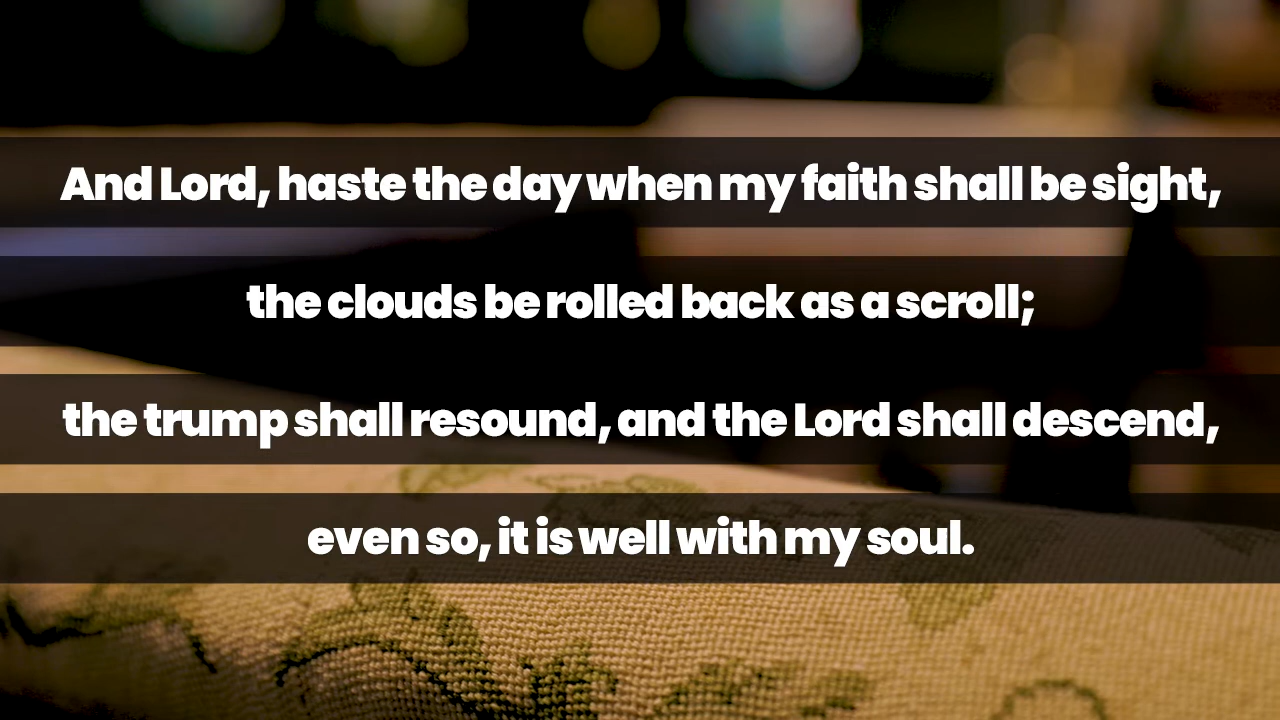 And Lord, haste the day when my faith shall be sight,
the clouds be rolled back as a scroll;
the trump shall resound, and the Lord shall descend,
even so, it is well with my soul.